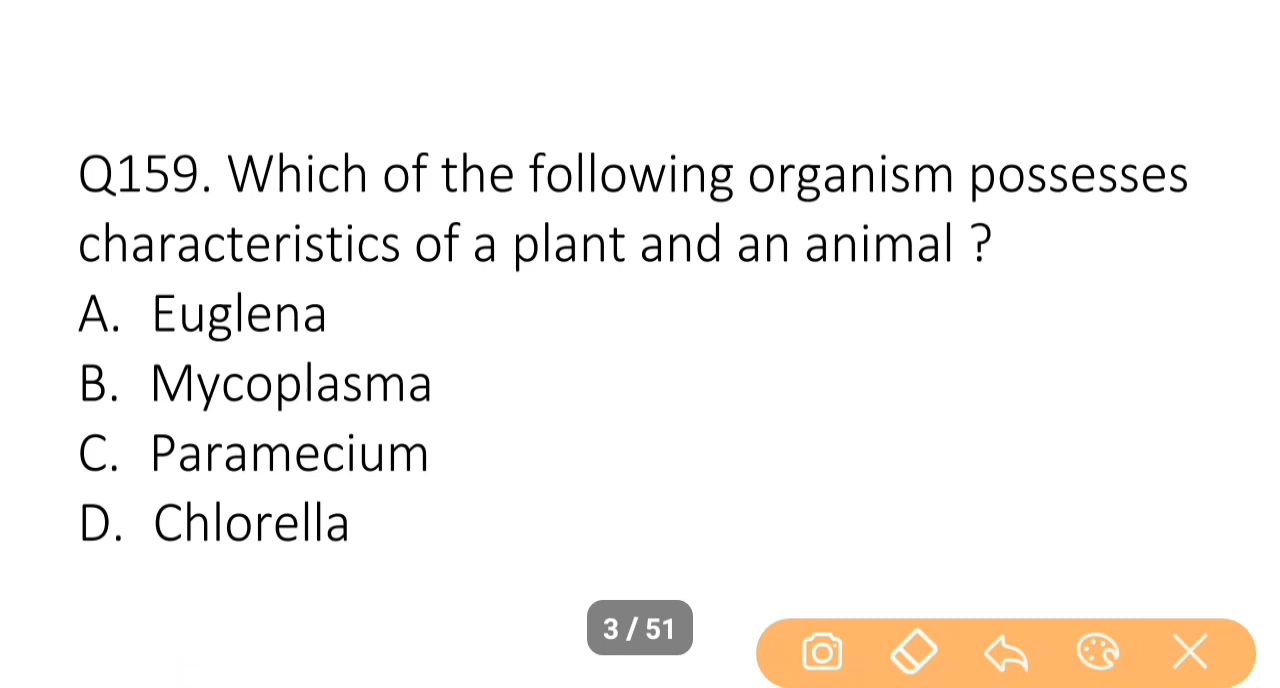 Q159. Which of the following organism possesses
characteristics of a plant and an animal ?
A. Euglena
B. Mycoplasma
C. Paramecium
D. Chlorella
3 / 51